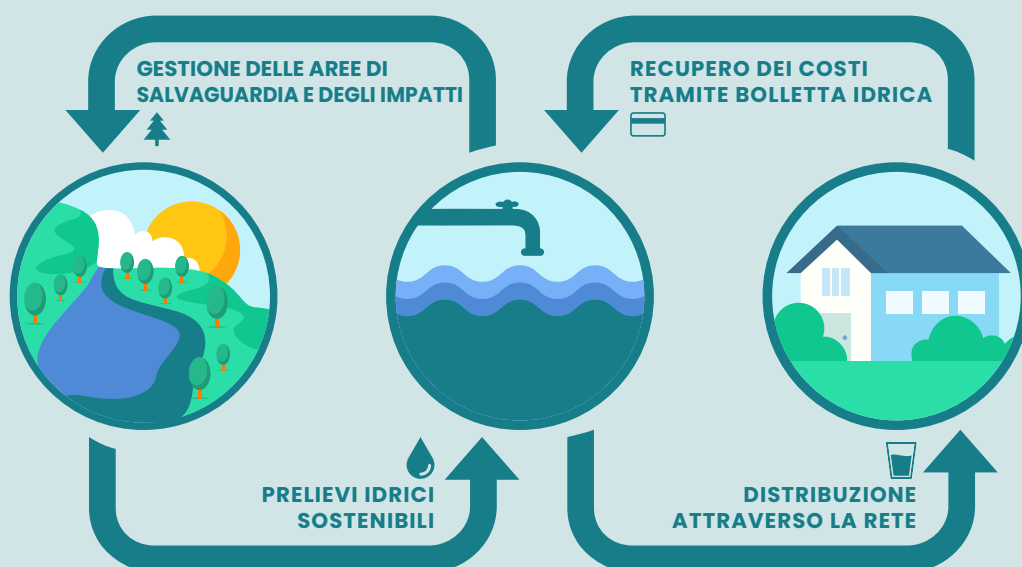 GESTIONE DELLE AREE DI
SALVAGUARDIA E DEGLI IMPATTI
RECUPERO DEI COSTI
TRAMITE BOLLETTA IDRICA
PRELIEVI IDRICI
SOSTENIBILI
DISTRIBUZIONE
ATTRAVERSO LA RETE